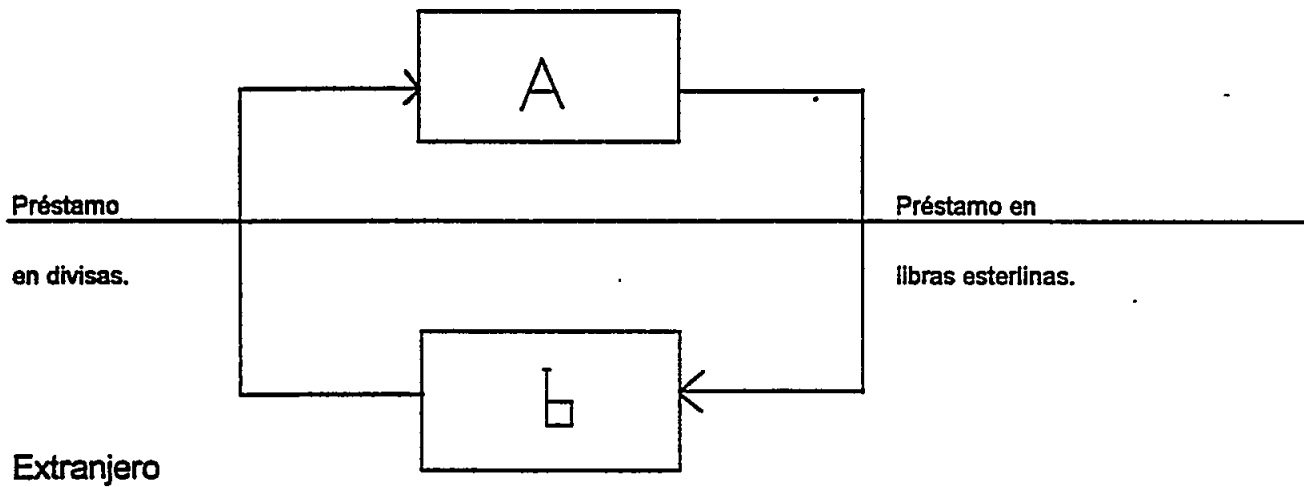 A
Préstamo
Préstamo en
en divisas.
libras esterlinas.
b
Extranjero